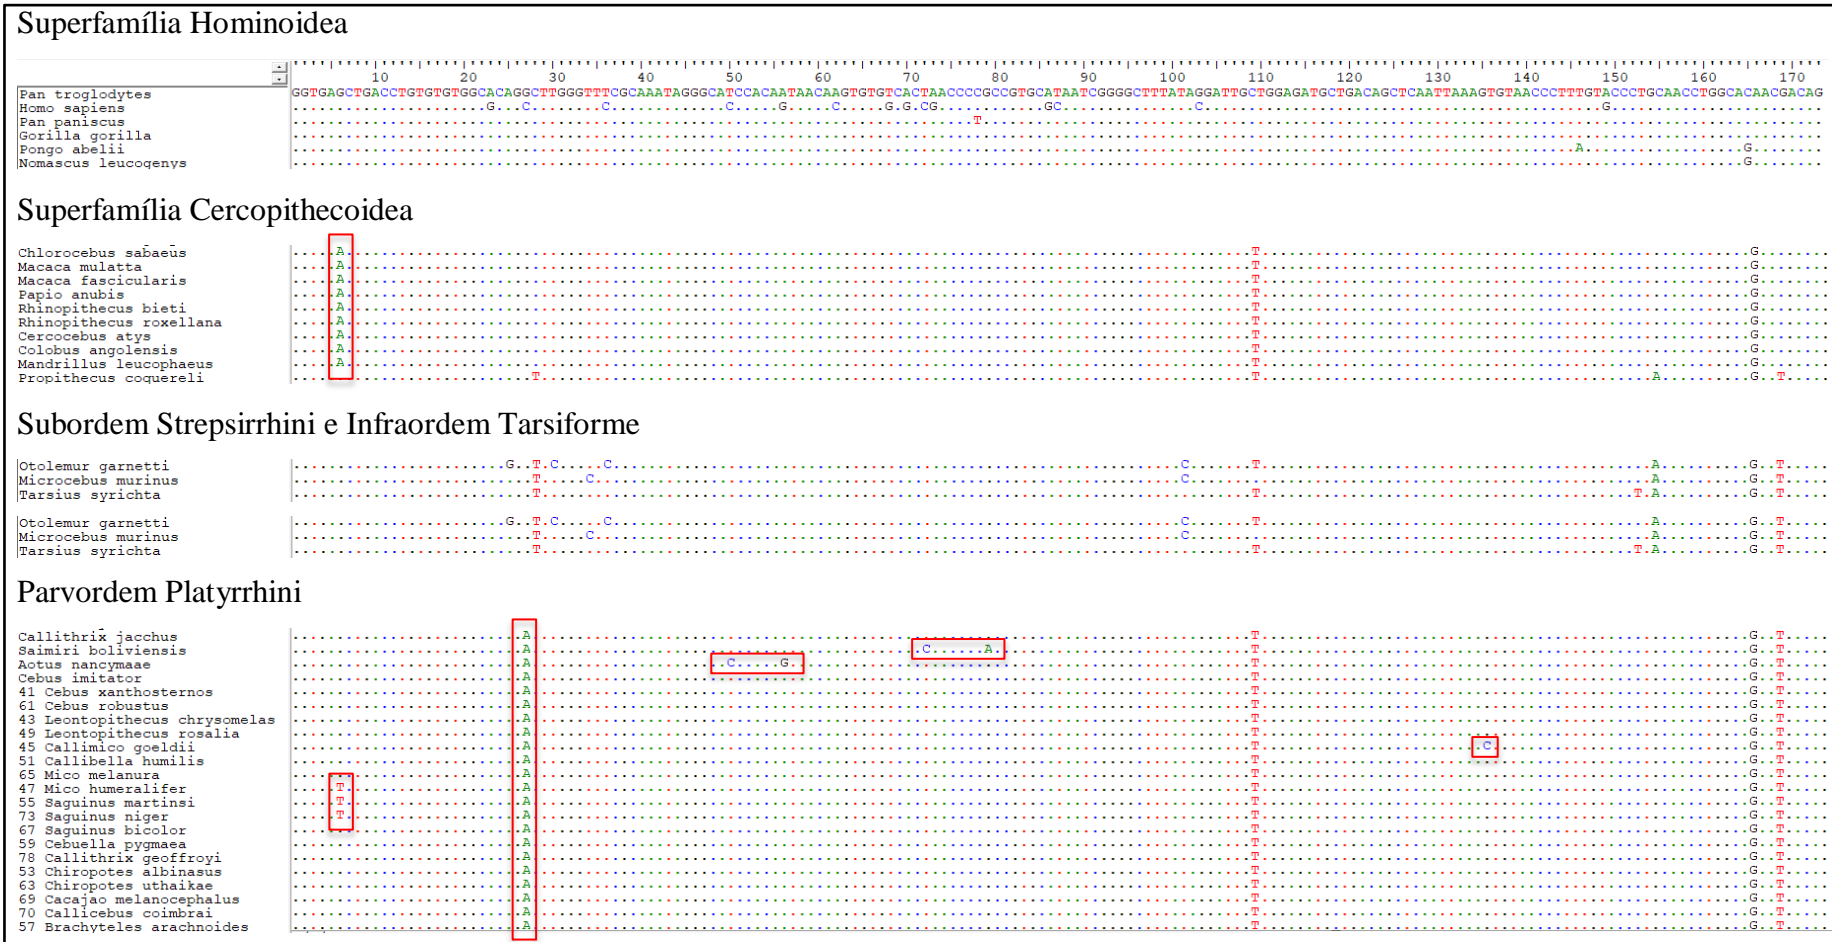 Superfamília Hominoidea
10 20 30 40 50 60 70 80 90 100 110 120 130 140 150 160 170
Pan troglodytes GGTGAGCTGACCTGTGTGTGGCACAGGCTTGGGTTTCGCAAATAGGGCATCCACAATAACAAGTGTGTCACTAACCCCGCCGTGCATAATCGGGGCTTTATAGGATTGCTGGAGATGCTGACAGCTCAATTAAAGTGTAACCCTTTGTACCCTGCAACCTGGCACAACGACAG
Homo sapiens G C C C G C G G C G G C C G
Pan paniscus T
Gorilla gorilla
Pongo abelii A G
Nomascus leucogenys G
Superfamília Cercopithecoidea
Chlorocebus sabaeus A T G
Macaca mulatta A T G
Macaca fascicularis A T G
Papio anubis A T G
Rhinopithecus bieti A T G
Rhinopithecus roxellana A T G
Cercocebus atys A T G
Colobus angolensis A T G
Mandrillus leucophaeus A T G
Propithecus coquereli T T A G T
Subordem Strepsirrhini e Infraordem Tarsiforme
Otolemur garnetti G T C C C T A G T
Microcebus murinus T C C A G T
Tarsius syrichta T T T A G T
Otolemur garnetti G T C C C T A G T
Microcebus murinus T C C A G T
Tarsius syrichta T T T A G T
Parvordem Platyrrhini
Callithrix jacchus A T G T
Saimiri boliviensis A C A T G T
Aotus nancymaae A C G T G T
Cebus imitator A T G T
41 Cebus xanthosternos A T G T
61 Cebus robustus A T G T
43 Leontopithecus chrysomelas A T G T
49 Leontopithecus rosalia A T G T
45 Callimico goeldii A T C G T
51 Callibella humilis A T G T
65 Mico melanura A T G T
47 Mico humeralifer T A T G T
55 Saguinus martinsi T A T G T
73 Saguinus niger T A T G T
67 Saguinus bicolor A T G T
59 Cebuella pygmaea A T G T
78 Callithrix geoffroyi A T G T
53 Chiropotes albinasus A T G T
63 Chiropotes uthaikae A T G T
69 Cacajao melanocephalus A T G T
70 Callicebus coimbrai A T G T
57 Brachyteles arachnoides A T G T